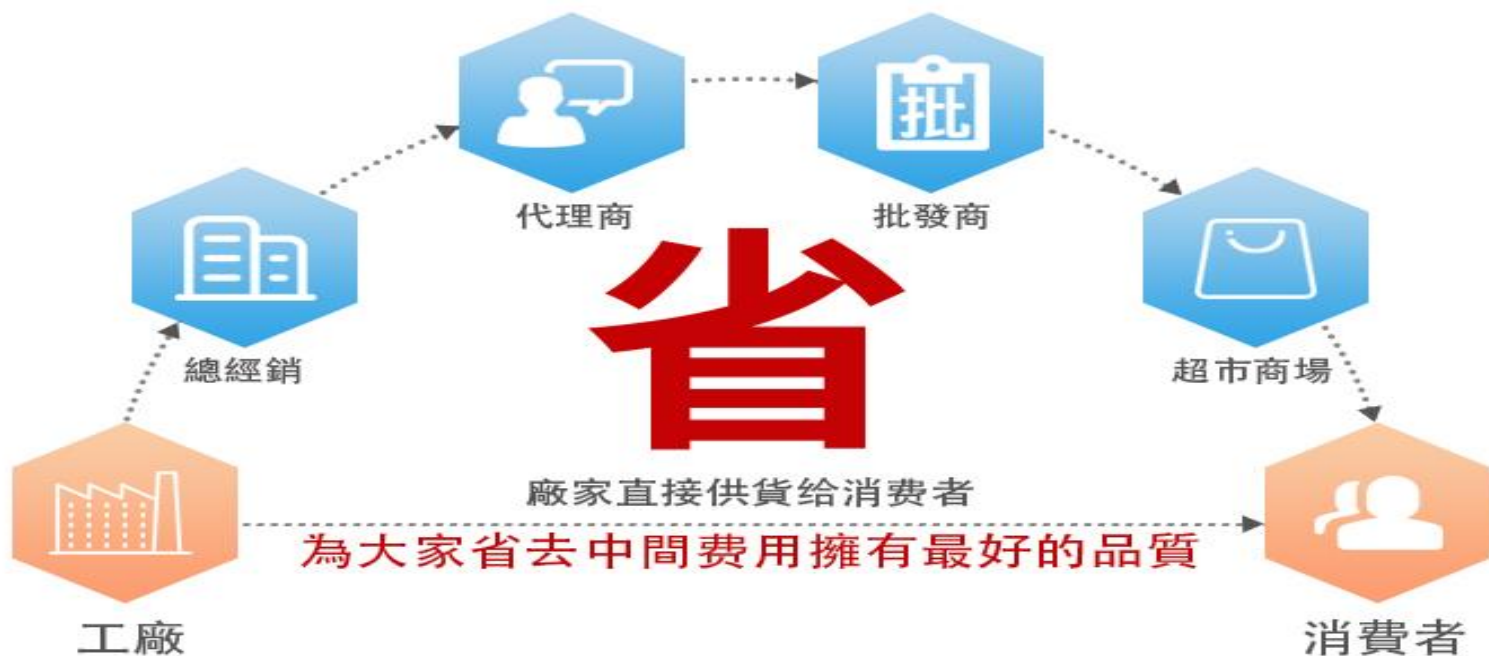 批
代理商
批發商
總經銷
省
超市商場
廠家直接供貨给消费者
為大家省去中間费用擁有最好的品質
工廠
消費者